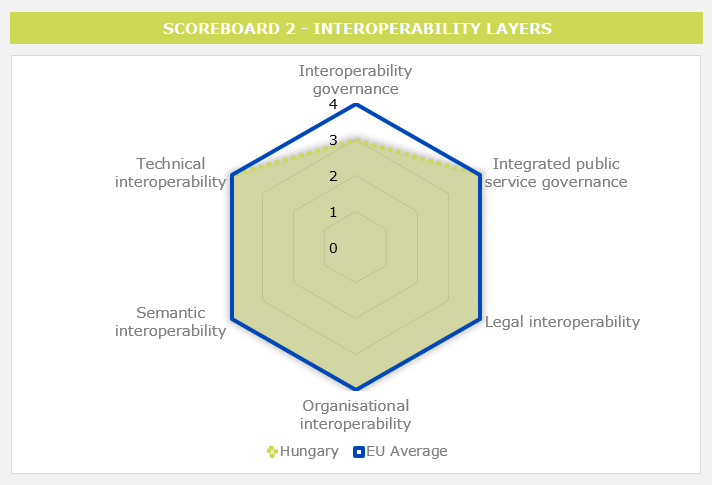 SCOREBOARD 2 - INTEROPERABILITY LAYERS
Interoperability
governance
4
3
2
1
0
Integrated public
service governance
Legal interoperability
Organisational
interoperability
Semantic
interoperability
Technical
interoperability
Hungary
EU Average